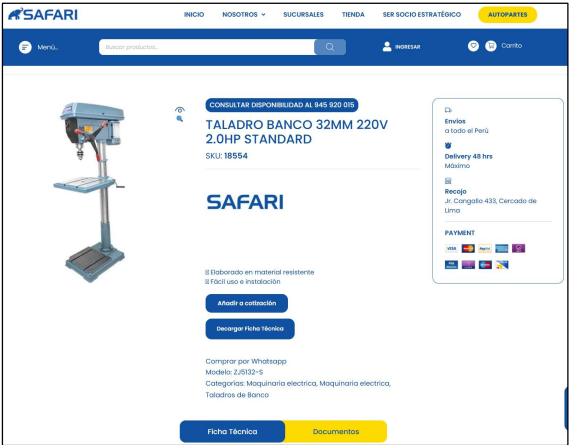 SAFARI
INICIO NOSOTROS SUCURSALES TIENDA SER SOCIO ESTRATÉGICO AUTOPARTES
Menú.. Buscar productos... INGRESAR Carrito
CONSULTAR DISPONIBILIDAD AL 945 920 015
TALADRO BANCO 32MM 220V
2.0HP STANDARD
SKU: 18554
SAFARI
Elaborado en material resistente
Fácil uso e instalación
Añadir a cotización
Decargar Ficha Técnica
Comprar por Whatsapp
Modelo: ZJ5132-S
Categorías: Maquinaria electrica, Maquinaria electrica,
Taladros de Banco
Ficha Técnica Documentos
Envíos
a todo el Perú
Delivery 48 hrs
Máximo
Recojo
Jr. Cangallo 433, Cercado de
Lima
PAYMENT
VISA